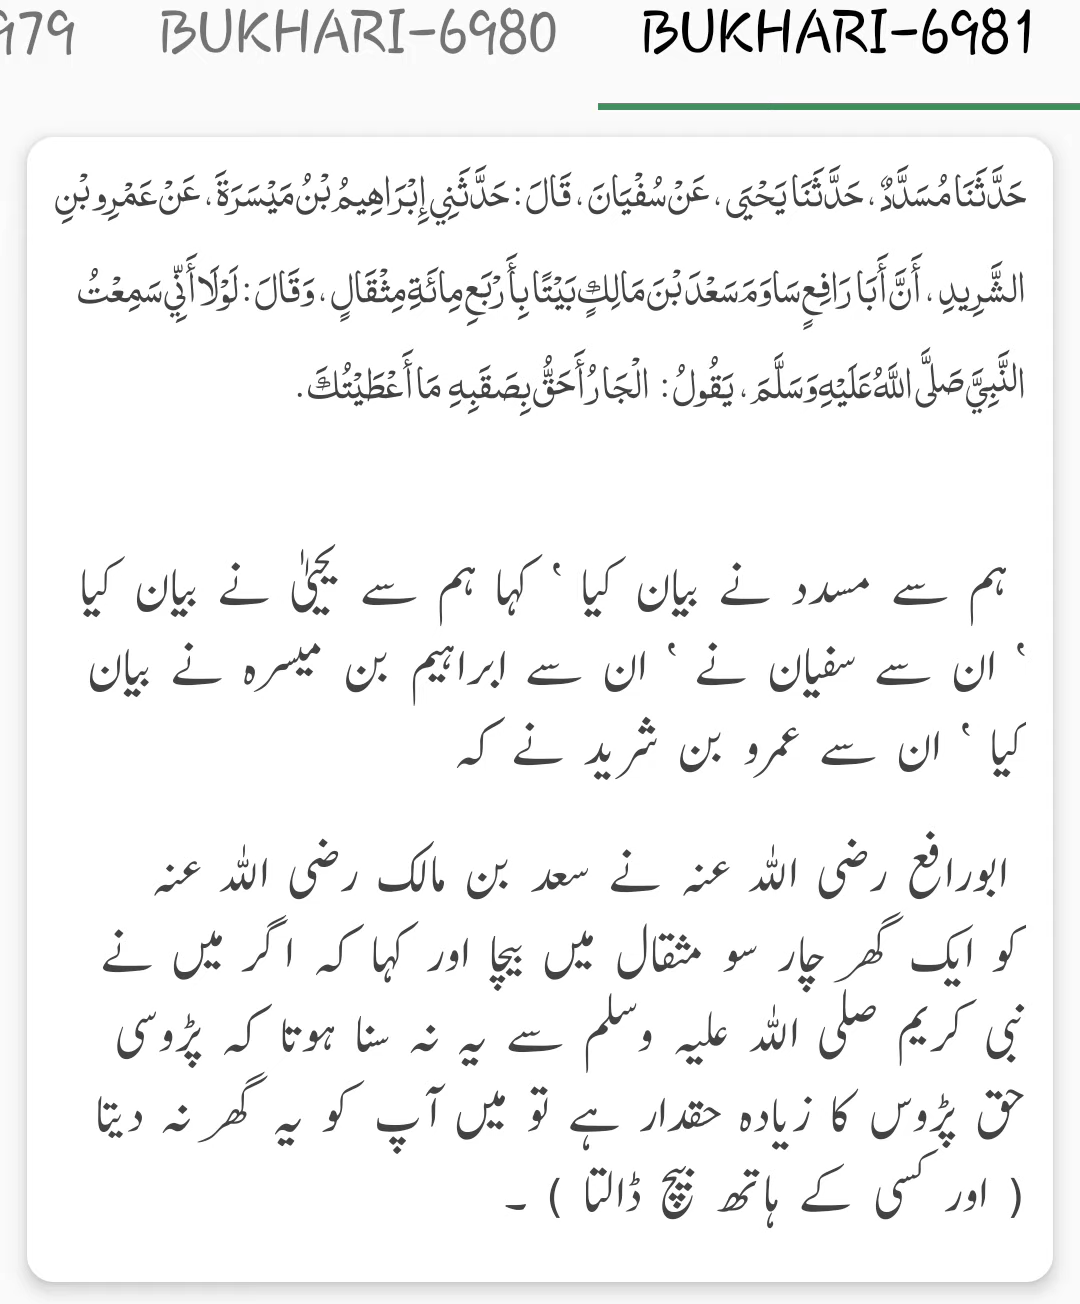 979 BUKHARI-6980 BUKHARI-6981
حَدَّثَنَا مُسَدَّدٌ ، حَدَّثَنَا يَحْيَى ، عَنْ سُفْيَانَ ، قَالَ : حَدَّثَنِي إِبْرَاهِيمُ بْنُ مَيْسَرَةَ ، عَنْ عَمْرِو بْنِ
الشَّرِيدِ ، أَنَّ أَبَا رَافِعٍ سَاوَمَ سَعْدَ بْنَ مَالِكٍ بَيْتًا بِأَرْبَعِ مِائَةِ مِثْقَالٍ ، وَقَالَ : لَوْلَا أَنِّي سَمِعْتُ
النَّبِيَّ صَلَّى اللَّهُ عَلَيْهِ وَسَلَّمَ ، يَقُولُ : الْجَارُ أَحَقُّ بِصَقَبِهِ مَا أَعْطَيْتُكَ .
ہم سے مسدد نے بیان کیا ‘ کہا ہم سے یحییٰ نے بیان کیا
‘ ان سے سفیان نے ‘ ان سے ابراہیم بن میسرہ نے بیان
کیا ‘ ان سے عمرو بن شرید نے کہ
ابورافع رضی اللہ عنہ نے سعد بن مالک رضی اللہ عنہ
کو ایک گھر چار سو مثقال میں بیچا اور کہا کہ اگر میں نے
نبی کریم صلی اللہ علیہ وسلم سے یہ نہ سنا ہوتا کہ پڑوسی
حق پڑوس کا زیادہ حقدار ہے تو میں آپ کو یہ گھر نہ دیتا
( اور کسی کے ہاتھ بیچ ڈالتا ) ۔